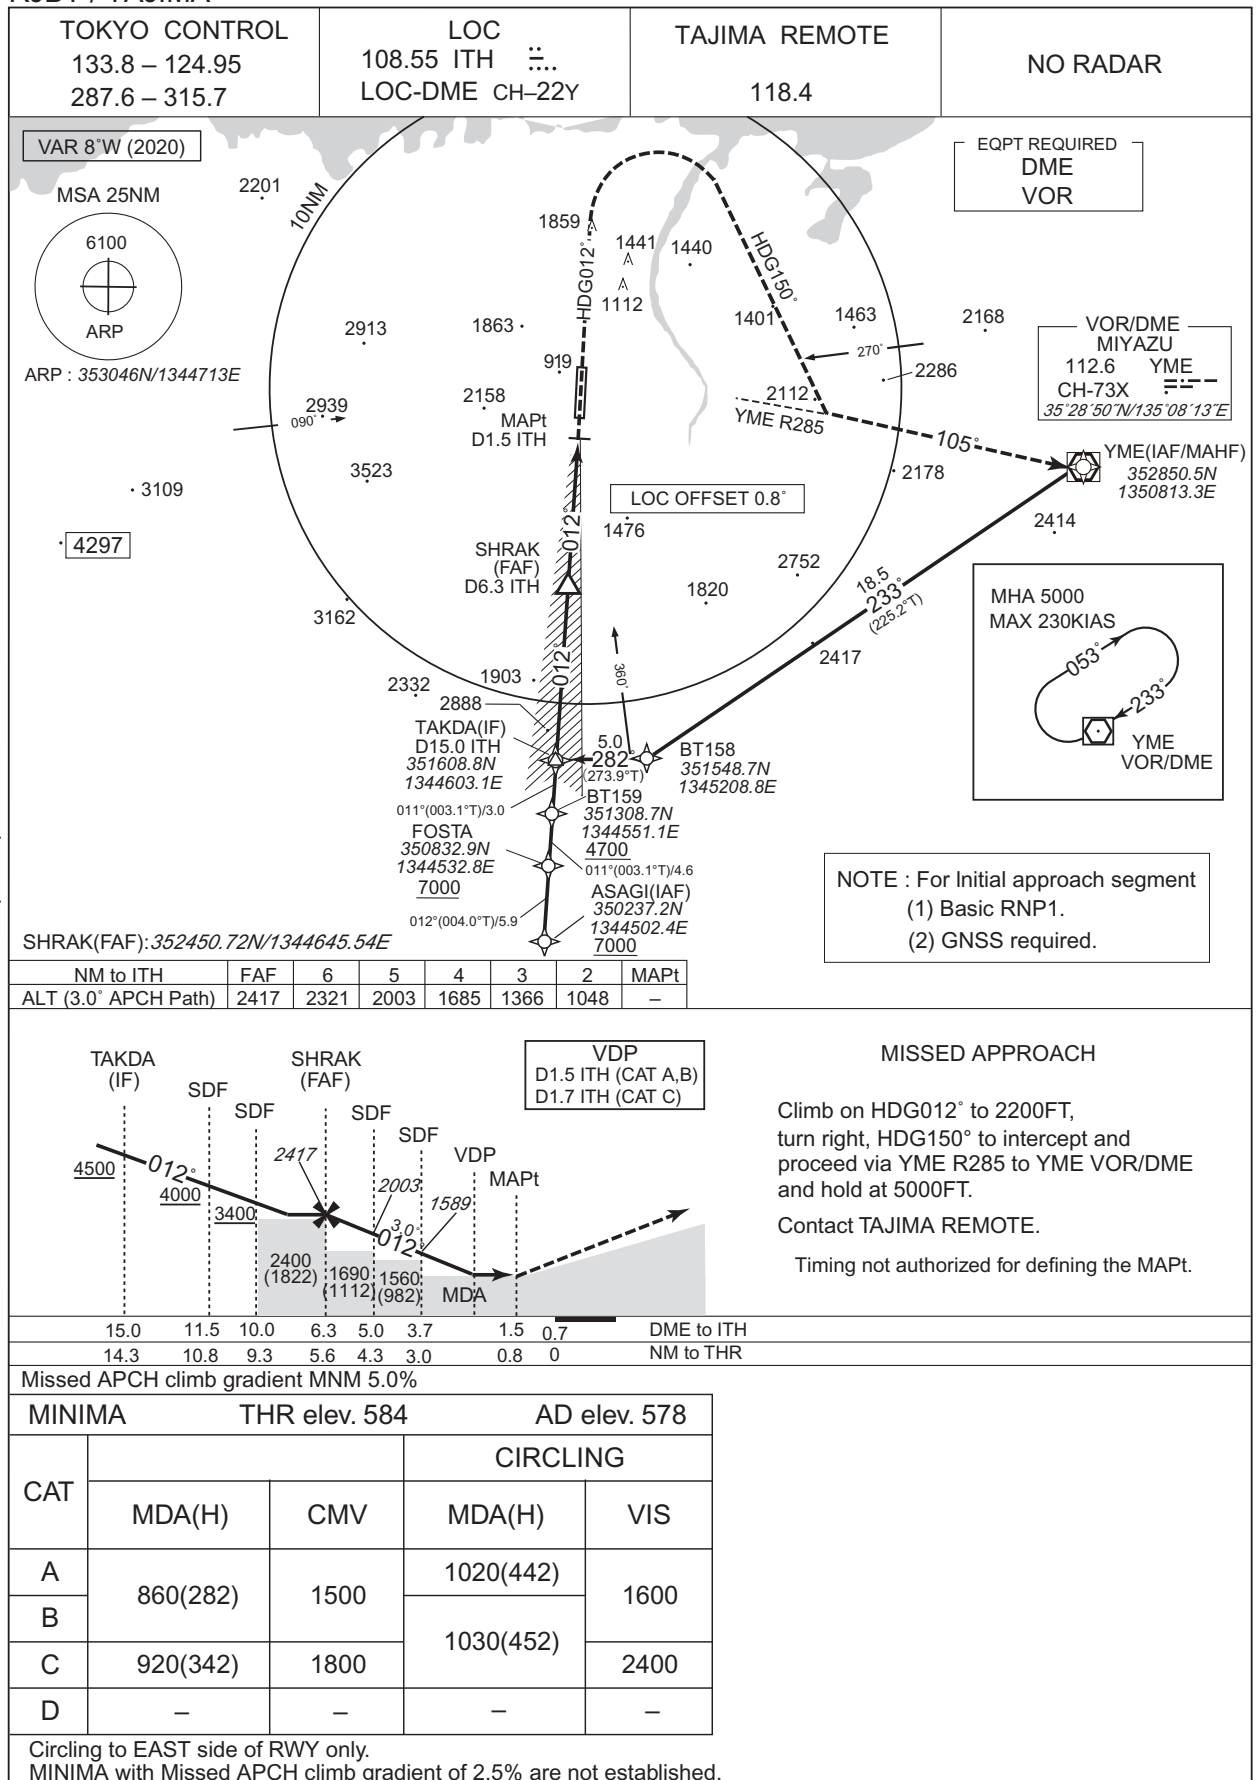 TOKYO CONTROL
133.8 – 124.95
287.6 – 315.7
LOC
108.55 ITH
LOC-DME CH–22Y
TAJIMA REMOTE
118.4
NO RADAR
VAR 8°W (2020)
MSA 25NM
6100
ARP
ARP : 353046N/1344713E
EQPT REQUIRED
DME
VOR
2201
10NM
1859
1441
1440
1112
HDG012°
HDG150°
2913
1863
1401
1463
2168
919
270°
2286
2939
090°
2158
2112
MAPt
D1.5 ITH
YME R285
105°
VOR/DME
MIYAZU
112.6 YME
CH-73X
35°28´50˝N/135°08´13˝E
YME(IAF/MAHF)
352850.5N
1350813.3E
3523
2178
3109
LOC OFFSET 0.8°
4297
1476
2414
012°
SHRAK
(FAF)
D6.3 ITH
2752
1820
18.5
233°
(225.2°T)
3162
2417
MHA 5000
MAX 230KIAS
053°
233°
YME
VOR/DME
012°
360°
1903
2332
2888
TAKDA(IF)
D15.0 ITH
351608.8N
1344603.1E
5.0
282°
(273.9°T)
BT158
351548.7N
1345208.8E
011°(003.1°T)/3.0
BT159
351308.7N
1344551.1E
4700
FOSTA
350832.9N
1344532.8E
7000
011°(003.1°T)/4.6
ASAGI(IAF)
350237.2N
1344502.4E
7000
012°(004.0°T)/5.9
NOTE : For Initial approach segment
(1) Basic RNP1.
(2) GNSS required.
SHRAK(FAF):352450.72N/1344645.54E
NM to ITH FAF 6 5 4 3 2 MAPt
ALT (3.0° APCH Path) 2417 2321 2003 1685 1366 1048 –
TAKDA
(IF)
SDF
SDF
SHRAK
(FAF)
SDF
SDF
VDP
MAPt
VDP
D1.5 ITH (CAT A,B)
D1.7 ITH (CAT C)
4500
012°
4000
3400
2417
2003
1589
3.0°
012°
2400
(1822)
1690
(1112)
1560
(982)
MDA
15.0 11.5 10.0 6.3 5.0 3.7 1.5 0.7 DME to ITH
14.3 10.8 9.3 5.6 4.3 3.0 0.8 0 NM to THR
MISSED APPROACH
Climb on HDG012° to 2200FT,
turn right, HDG150° to intercept and
proceed via YME R285 to YME VOR/DME
and hold at 5000FT.
Contact TAJIMA REMOTE.
Timing not authorized for defining the MAPt.
Missed APCH climb gradient MNM 5.0%
MINIMA THR elev. 584 AD elev. 578
CAT
CIRCLING
MDA(H) CMV MDA(H) VIS
A 860(282) 1500 1020(442) 1600
B 1030(452)
C 920(342) 1800 2400
D – – – –
Circling to EAST side of RWY only.
MINIMA with Missed APCH climb gradient of 2.5% are not established.